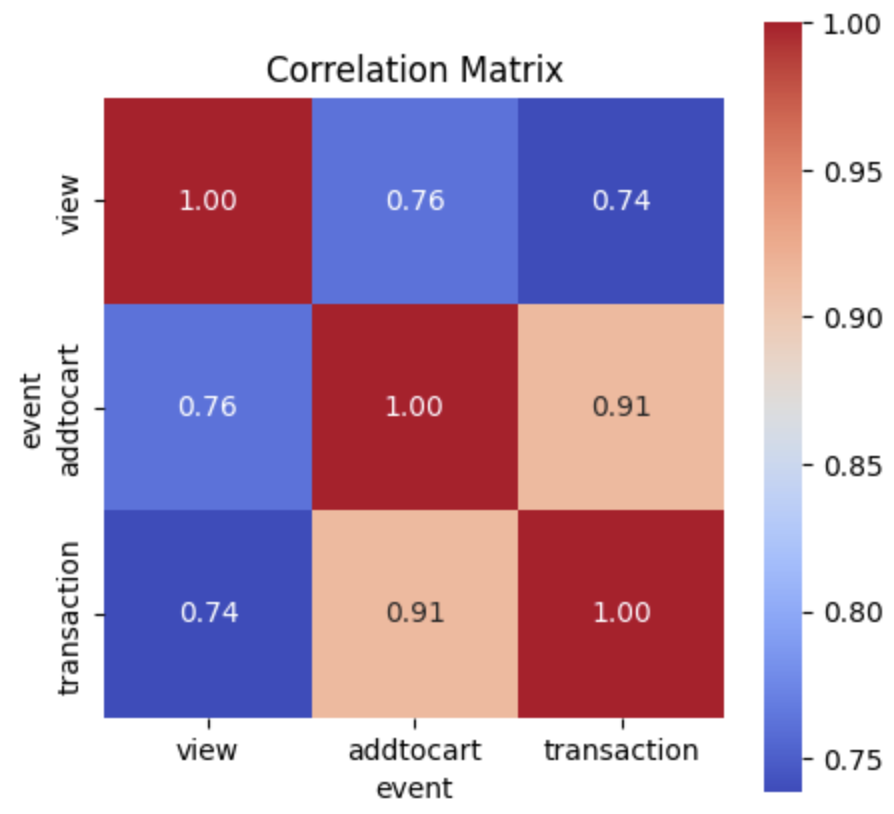 Correlation Matrix
view
1.00
0.76
0.74
event
addtocart
0.76
1.00
0.91
transaction
0.74
0.91
1.00
view
addtocart
transaction
event
1.00
0.95
0.90
0.85
0.80
0.75